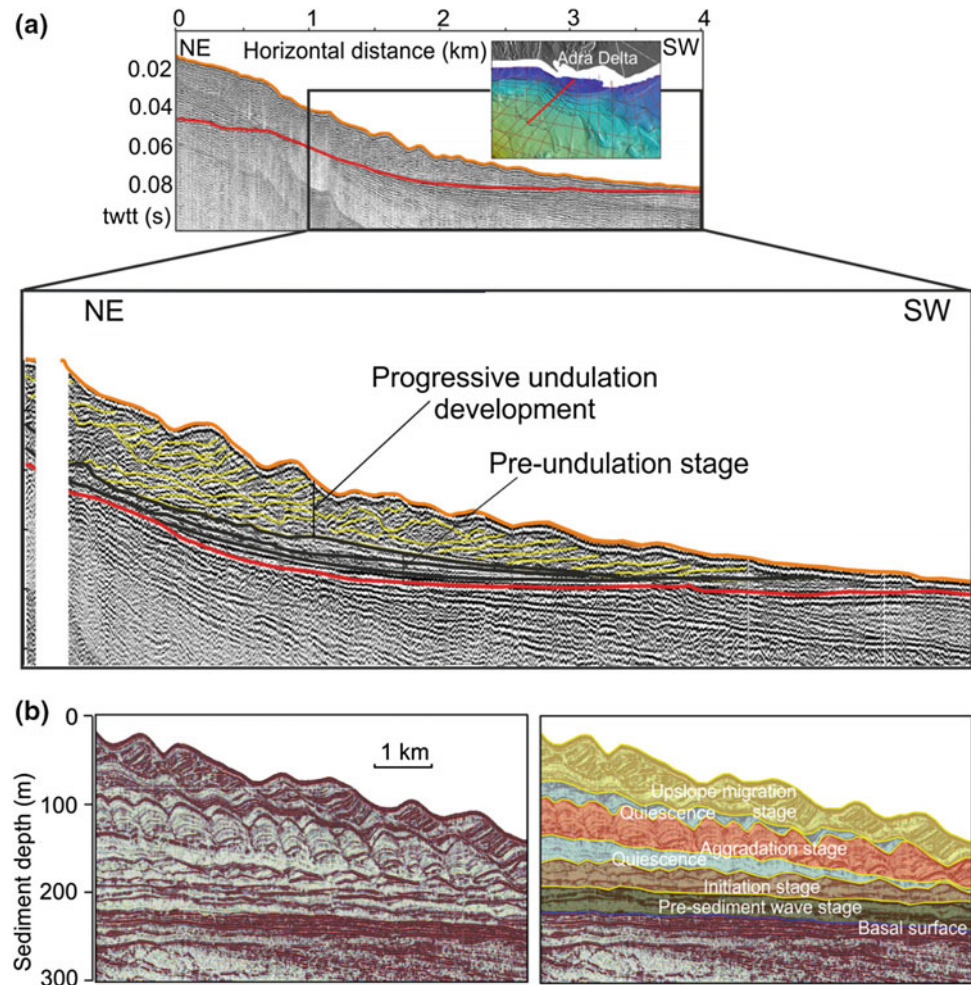 (a)
0 1 2 3 4
NE Horizontal distance (km) SW
Adra Delta
0.02
0.04
0.06
0.08
twtt (s)
NE SW
Progressive undulation
development
Pre-undulation stage
(b)
0
100
200
300
Sediment depth (m)
1 km
Upslope migration
stage
Quiescence
Aggradation stage
Quiescence
Initiation stage
Pre-sediment wave stage
Basal surface